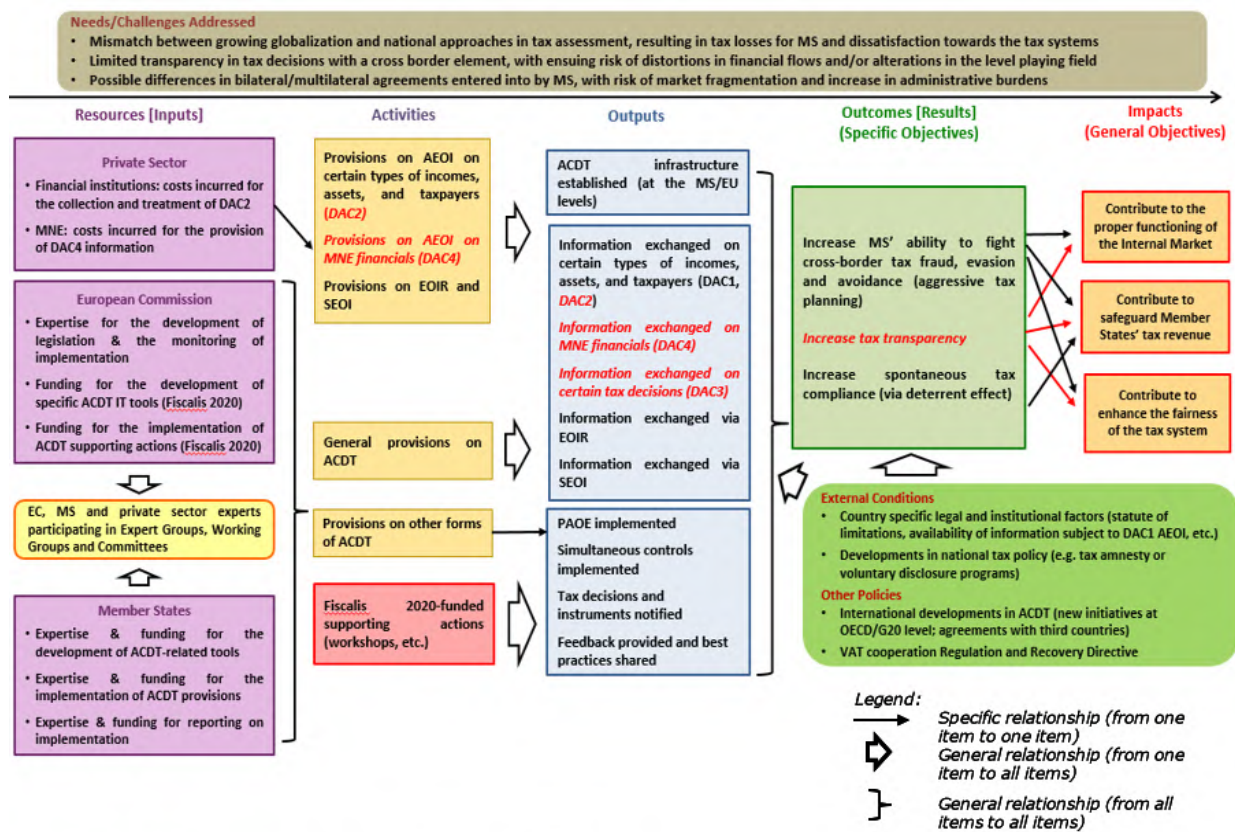 Needs/Challenges Addressed
• Mismatch between growing globalization and national approaches in tax assessment, resulting in tax losses for MS and dissatisfaction towards the tax systems
• Limited transparency in tax decisions with a cross border element, with ensuing risk of distortions in financial flows and/or alterations in the level playing field
• Possible differences in bilateral/multilateral agreements entered into by MS, with risk of market fragmentation and increase in administrative burdens
Resources [Inputs]
Private Sector
• Financial institutions: costs incurred for
the collection and treatment of DAC2
• MNE: costs incurred for the provision
of DAC4 information
European Commission
• Expertise for the development of
legislation & the monitoring of
implementation
• Funding for the development of
specific ACDT IT tools (Fiscalis 2020)
• Funding for the implementation of
ACDT supporting actions (Fiscalis 2020)
EC, MS and private sector experts
participating in Expert Groups, Working
Groups and Committees
Member States
• Expertise & funding for the
development of ACDT-related tools
• Expertise & funding for the
implementation of ACDT provisions
• Expertise & funding for reporting on
implementation
Activities
Provisions on AEOI on
certain types of incomes,
assets, and taxpayers
(DAC2)
Provisions on AEOI on
MNE financials (DAC4)
Provisions on EOIR and
SEOI
General provisions on
ACDT
Provisions on other forms
of ACDT
Fiscalis 2020-funded
supporting actions
(workshops, etc.)
Outputs
ACDT infrastructure
established (at the MS/EU
levels)
Information exchanged on
certain types of incomes,
assets, and taxpayers (DAC1,
DAC2)
Information exchanged on
MNE financials (DAC4)
Information exchanged on
certain tax decisions (DAC3)
Information exchanged via
EOIR
Information exchanged via
SEOI
PAOE implemented
Simultaneous controls
implemented
Tax decisions and
instruments notified
Feedback provided and best
practices shared
Outcomes [Results]
(Specific Objectives)
Increase MS' ability to fight
cross-border tax fraud, evasion
and avoidance (aggressive tax
planning)
Increase tax transparency
Increase spontaneous tax
compliance (via deterrent effect)
Impacts
(General Objectives)
Contribute to the
proper functioning of
the Internal Market
Contribute to
safeguard Member
States' tax revenue
Contribute to
enhance the fairness
of the tax system
External Conditions
• Country specific legal and institutional factors (statute of
limitations, availability of information subject to DAC1 AEOI, etc.)
• Developments in national tax policy (e.g. tax amnesty or
voluntary disclosure programs)
Other Policies
• International developments in ACDT (new initiatives at
OECD/G20 level; agreements with third countries)
• VAT cooperation Regulation and Recovery Directive
Legend:
Specific relationship (from one
item to one item)
General relationship (from one
item to all items)
General relationship (from all
items to all items)